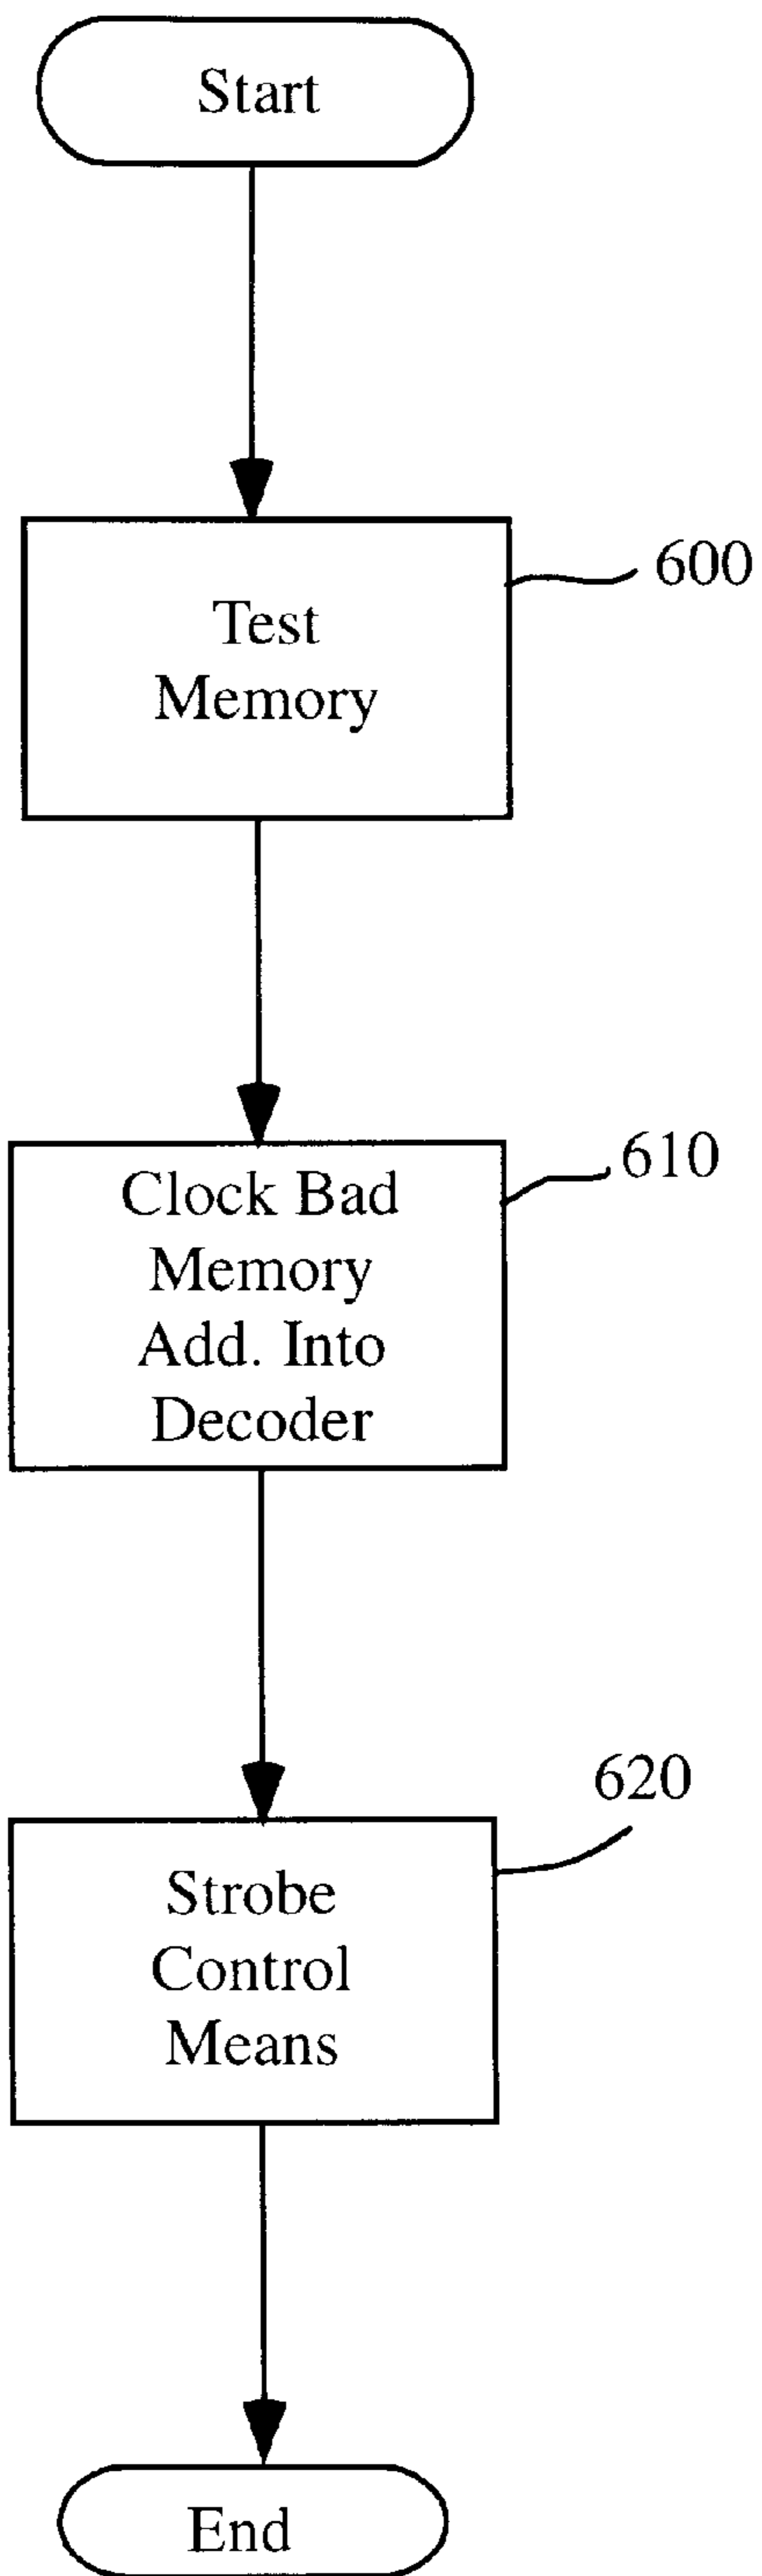 Start
600
Test
Memory
610
Clock Bad
Memory
Add. Into
Decoder
620
Strobe
Control
Means
End